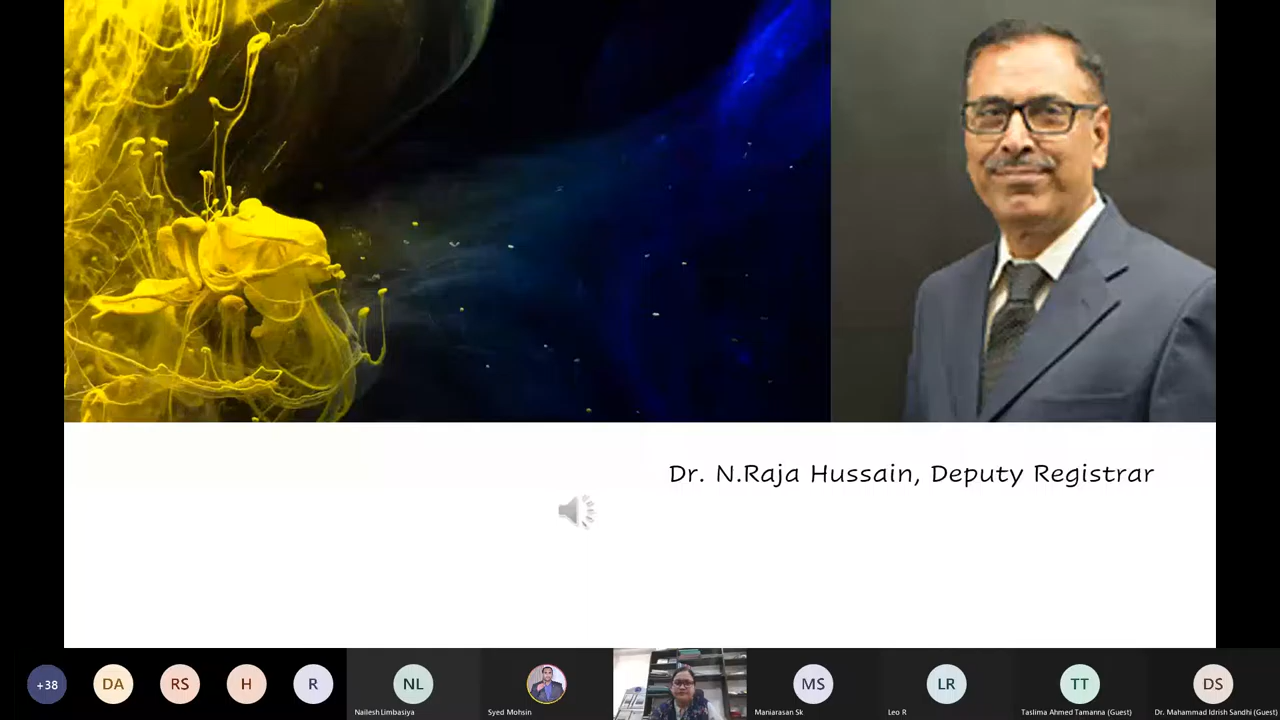 Dr. N.Raja Hussain, Deputy Registrar
+38
DA
RS
H
R
NL
MS
LR
TT
DS
Nailesh Limbasiya
Syed Mohsin
Maniarasan Sk
Leo R
Taslima Ahmed Tamanna (Guest)
Dr. Mahammad Idrish Sandhi (Guest)